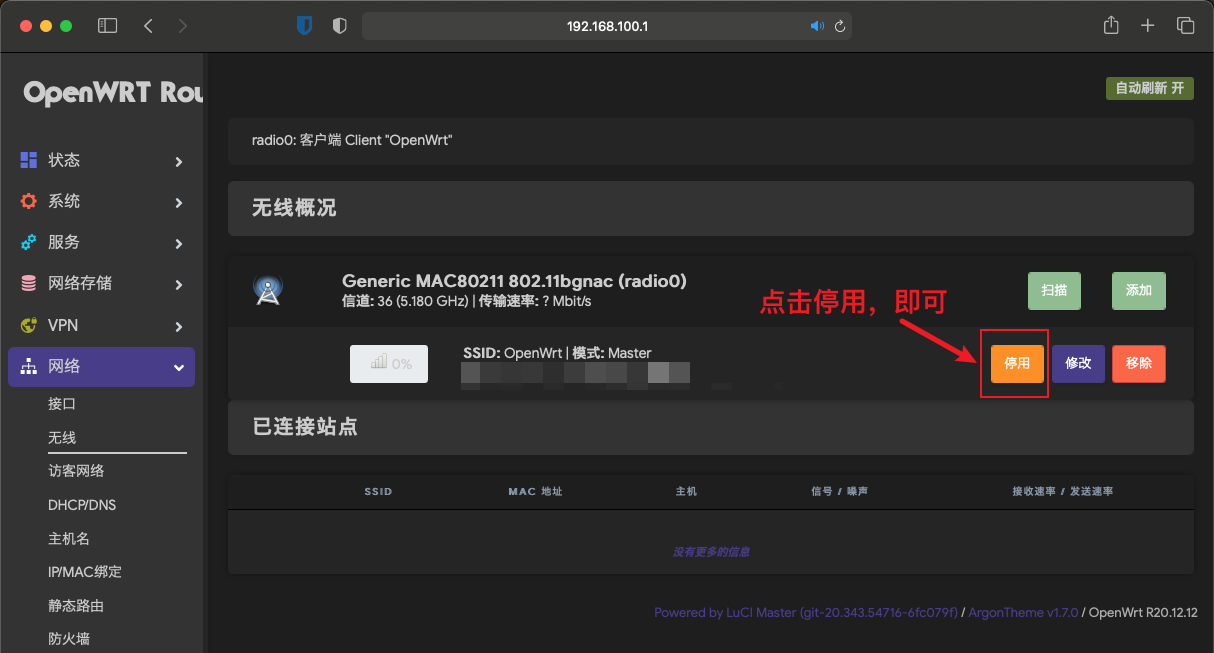 192.168.100.1
OpenWRT Rou
自动刷新 开
radio0: 客户端 Client "OpenWrt"
状态
系统
服务
网络存储
VPN
网络
接口
无线
访客网络
DHCP/DNS
主机名
IP/MAC绑定
静态路由
防火墙
无线概况
Generic MAC80211 802.11bgnac (radio0)
信道: 36 (5.180 GHz) | 传输速率: ? Mbit/s
扫描
添加
点击停用，即可
0%
SSID: OpenWrt | 模式: Master
停用
修改
移除
已连接站点
SSID MAC 地址 主机 信号 / 噪声 接收速率 / 发送速率
没有更多的信息
Powered by LuCI Master (git-20.343.54716-6fc079f) / ArgonTheme v1.7.0 / OpenWrt R20.12.12